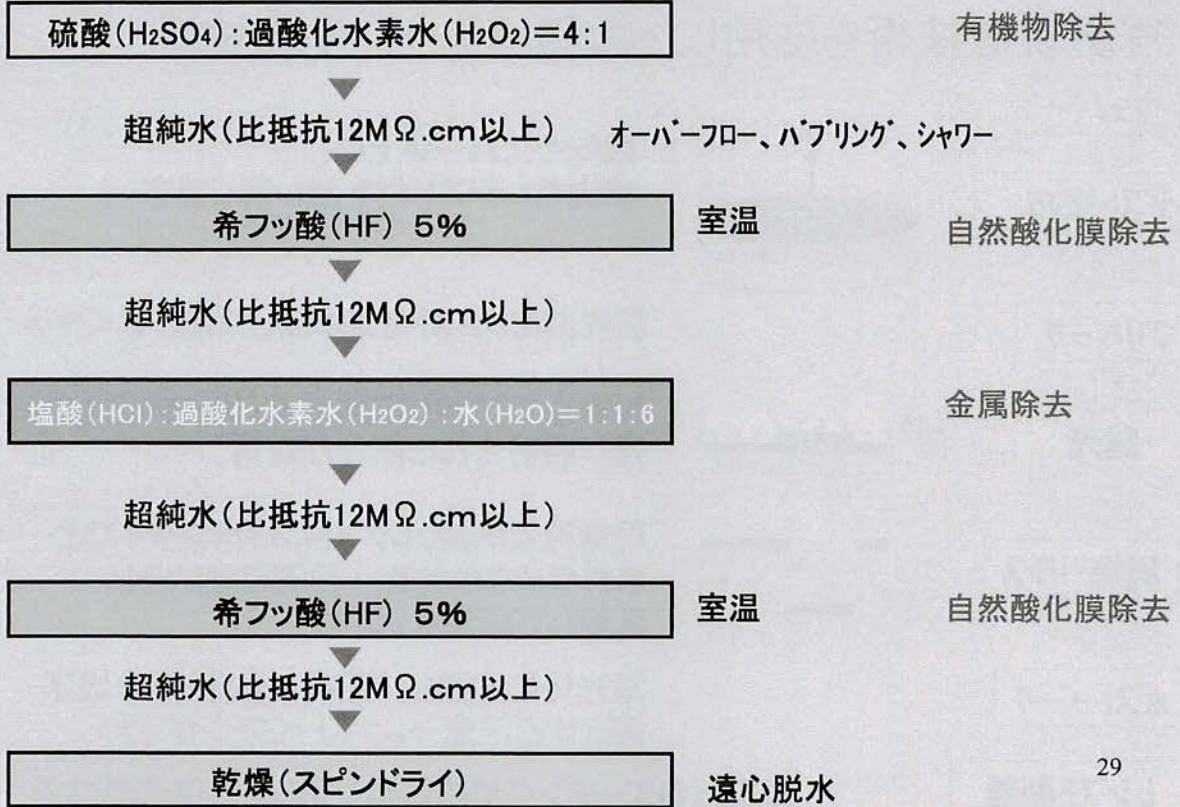 硫酸(H2SO4):過酸化水素水(H2O2)=4:1 有機物除去
超純水(比抵抗12MΩ.cm以上) オーバーフロー、バブリング、シャワー
希フッ酸(HF) 5% 室温 自然酸化膜除去
超純水(比抵抗12MΩ.cm以上)
塩酸(HCl):過酸化水素水(H2O2):水(H2O)=1:1:6 金属除去
超純水(比抵抗12MΩ.cm以上)
希フッ酸(HF) 5% 室温 自然酸化膜除去
超純水(比抵抗12MΩ.cm以上)
乾燥(スピンドライ) 遠心脱水
29